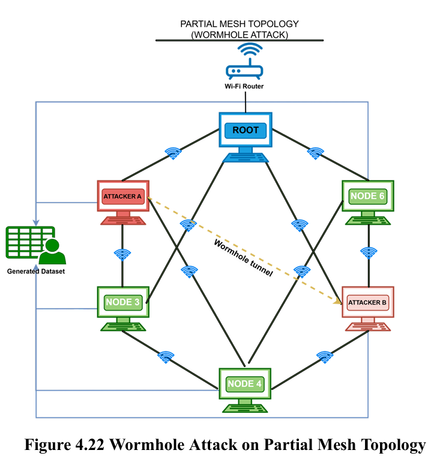 PARTIAL MESH TOPOLOGY
(WORMHOLE ATTACK)
Wi-Fi Router
ROOT
ATTACKER A
NODE 5
Wormhole tunnel
Generated Dataset
NODE 3
ATTACKER B
NODE 4
Figure 4.22 Wormhole Attack on Partial Mesh Topology